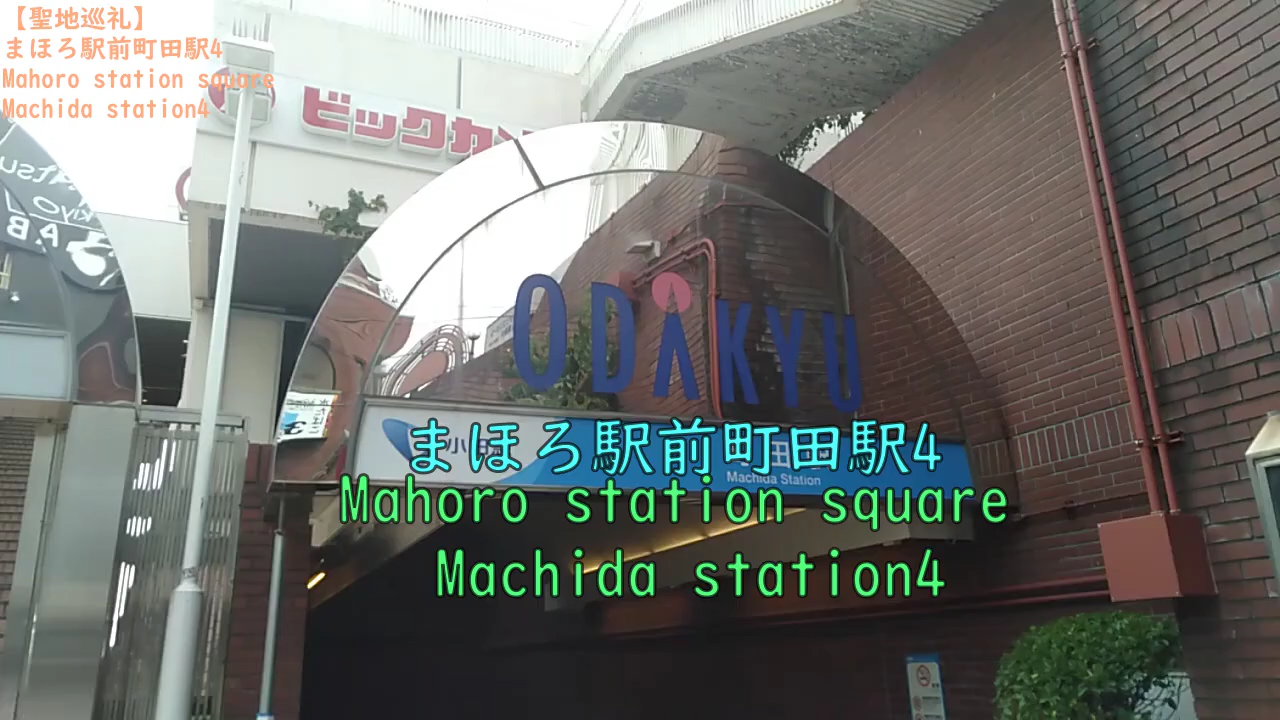 【聖地巡礼】
まほろ駅前町田駅4
Mahoro station square
Machida station4
ビックカ
ODAKYU
小田
Machida Station
まほろ駅前町田駅4
Mahoro station square
Machida station4